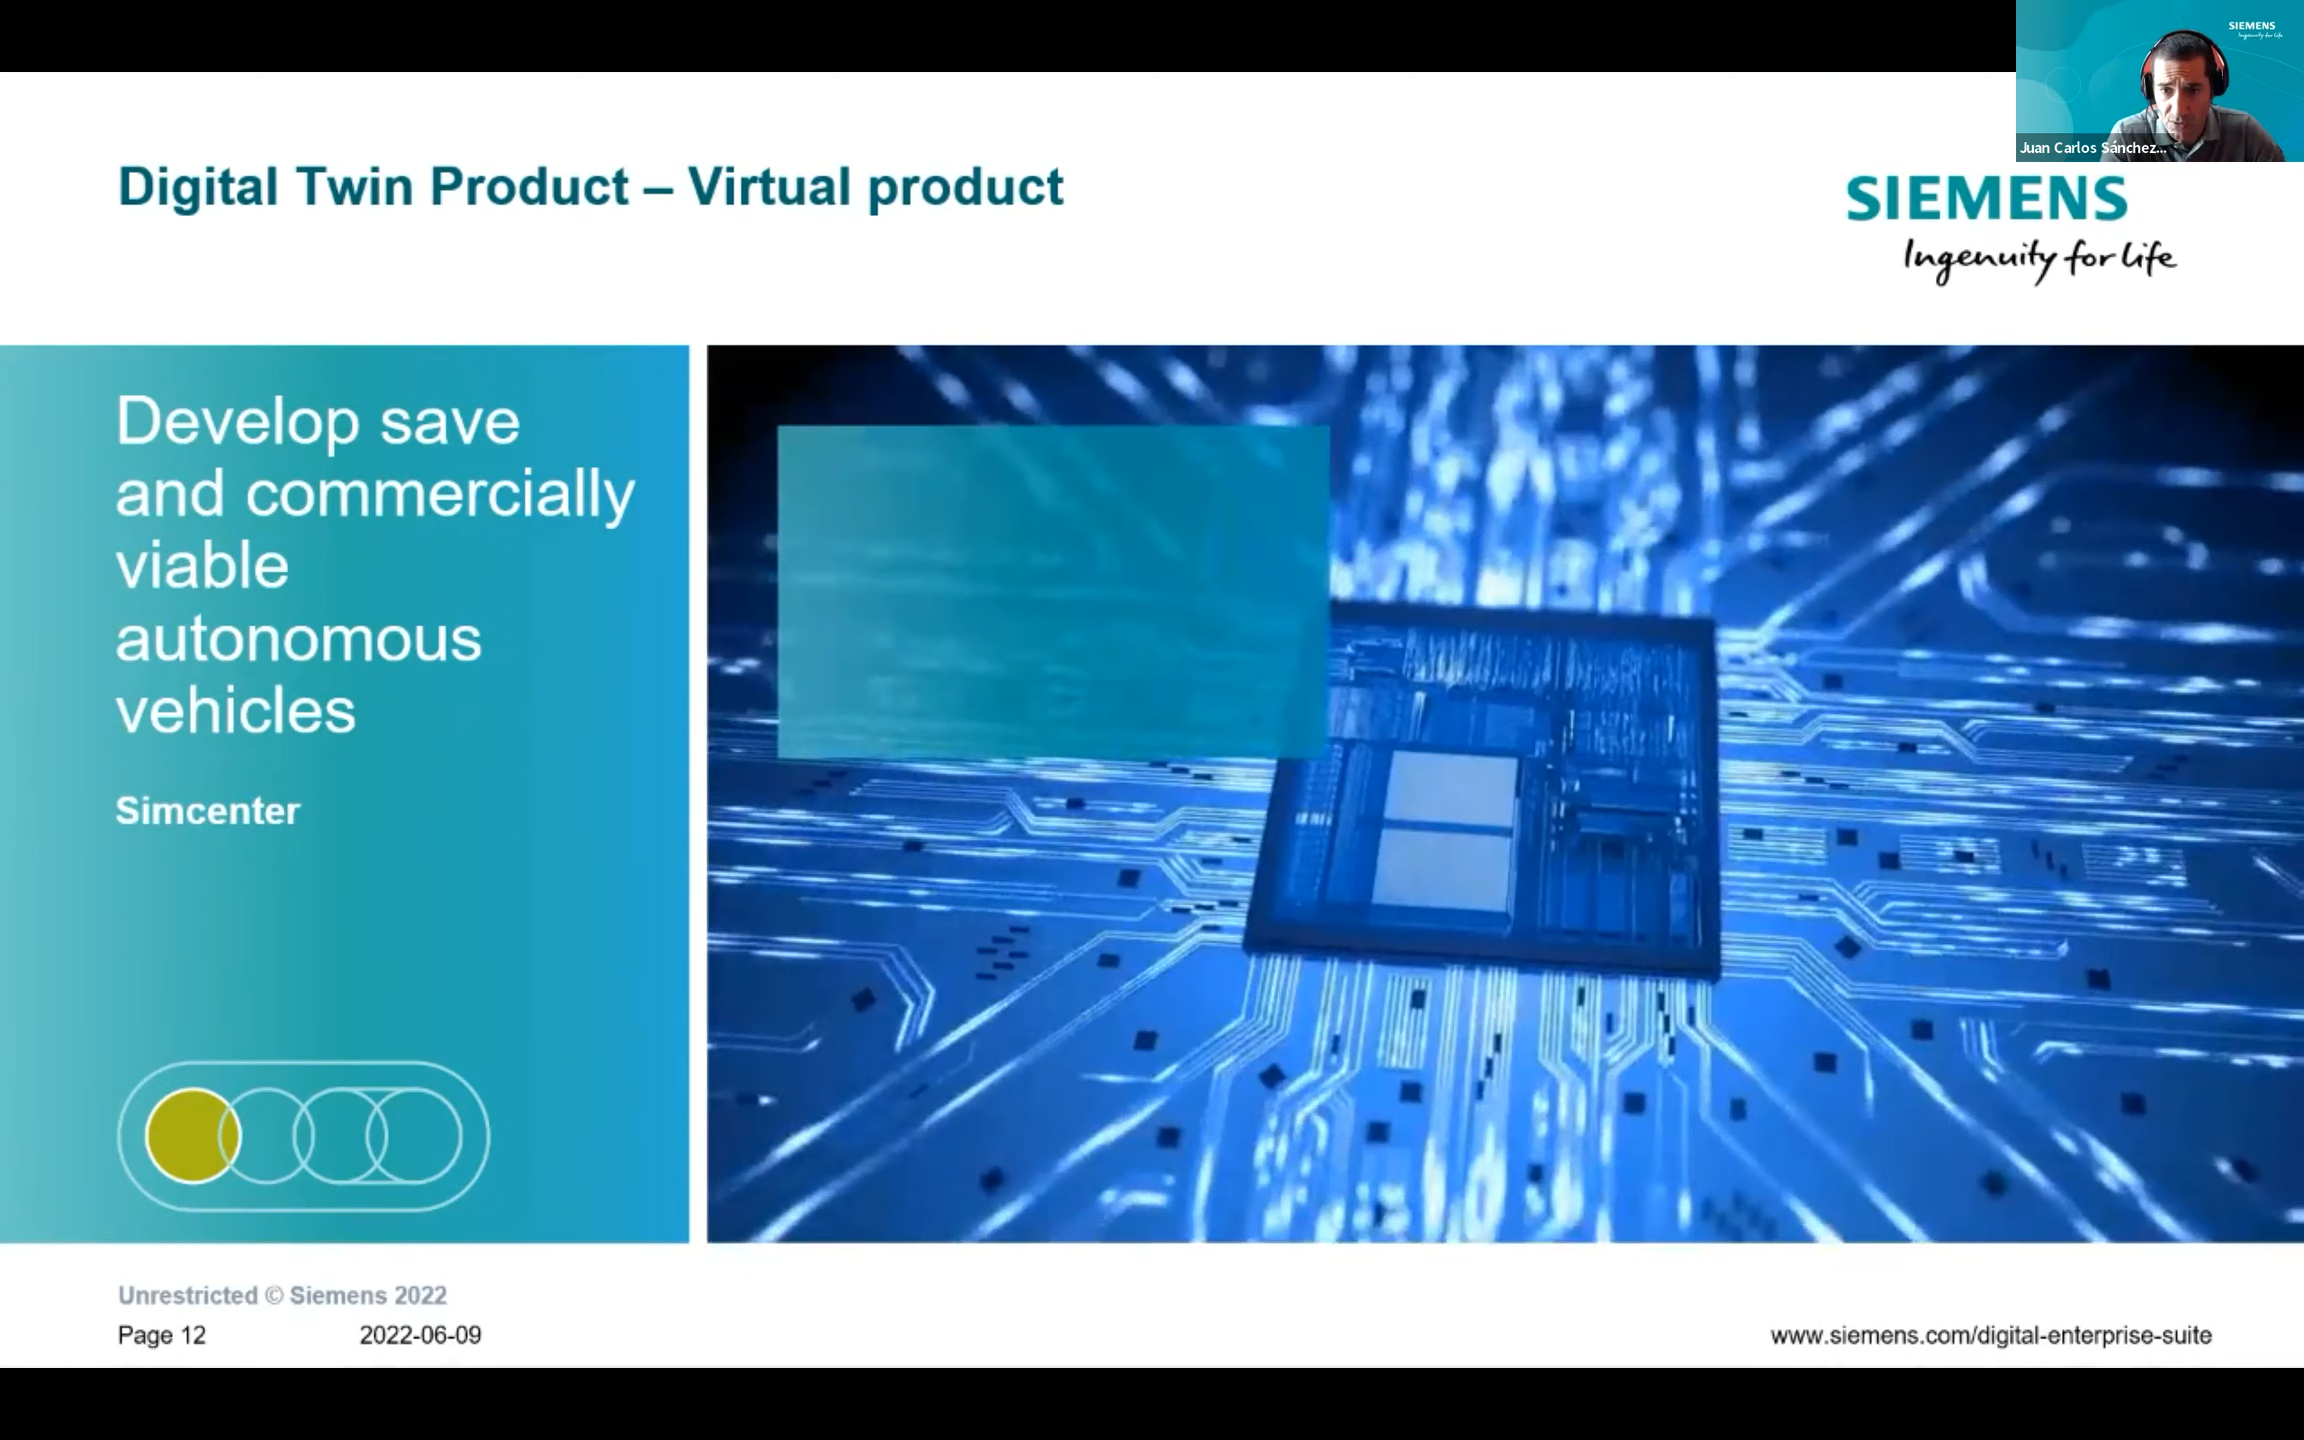 SIEMENS
Ingenuity for life
Juan Carlos Sánchez...
Digital Twin Product – Virtual product
SIEMENS
Ingenuity for life
Develop save
and commercially
viable
autonomous
vehicles
Simcenter
Unrestricted © Siemens 2022
Page 12
2022-06-09
www.siemens.com/digital-enterprise-suite